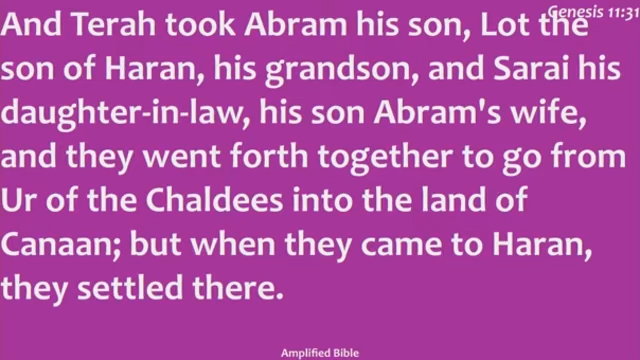 Genesis 11:31
And Terah took Abram his son, Lot the
son of Haran, his grandson, and Sarai his
daughter-in-law, his son Abram's wife,
and they went forth together to go from
Ur of the Chaldees into the land of
Canaan; but when they came to Haran,
they settled there.
Amplified Bible